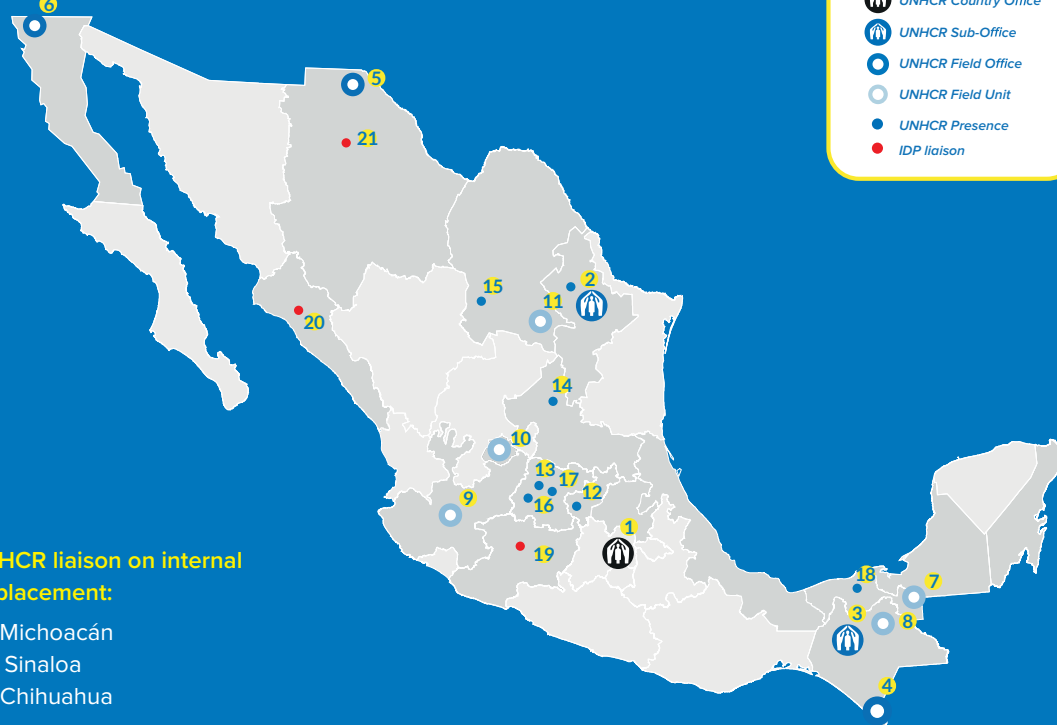 6
UNHCR Country Office
UNHCR Sub-Office
UNHCR Field Office
UNHCR Field Unit
UNHCR Presence
IDP liaison
5
21
2
15
11
20
14
10
13
17
9
16
12
1
19
18
7
3
8
4
HCR liaison on internal
placement:
Michoacán
Sinaloa
Chihuahua